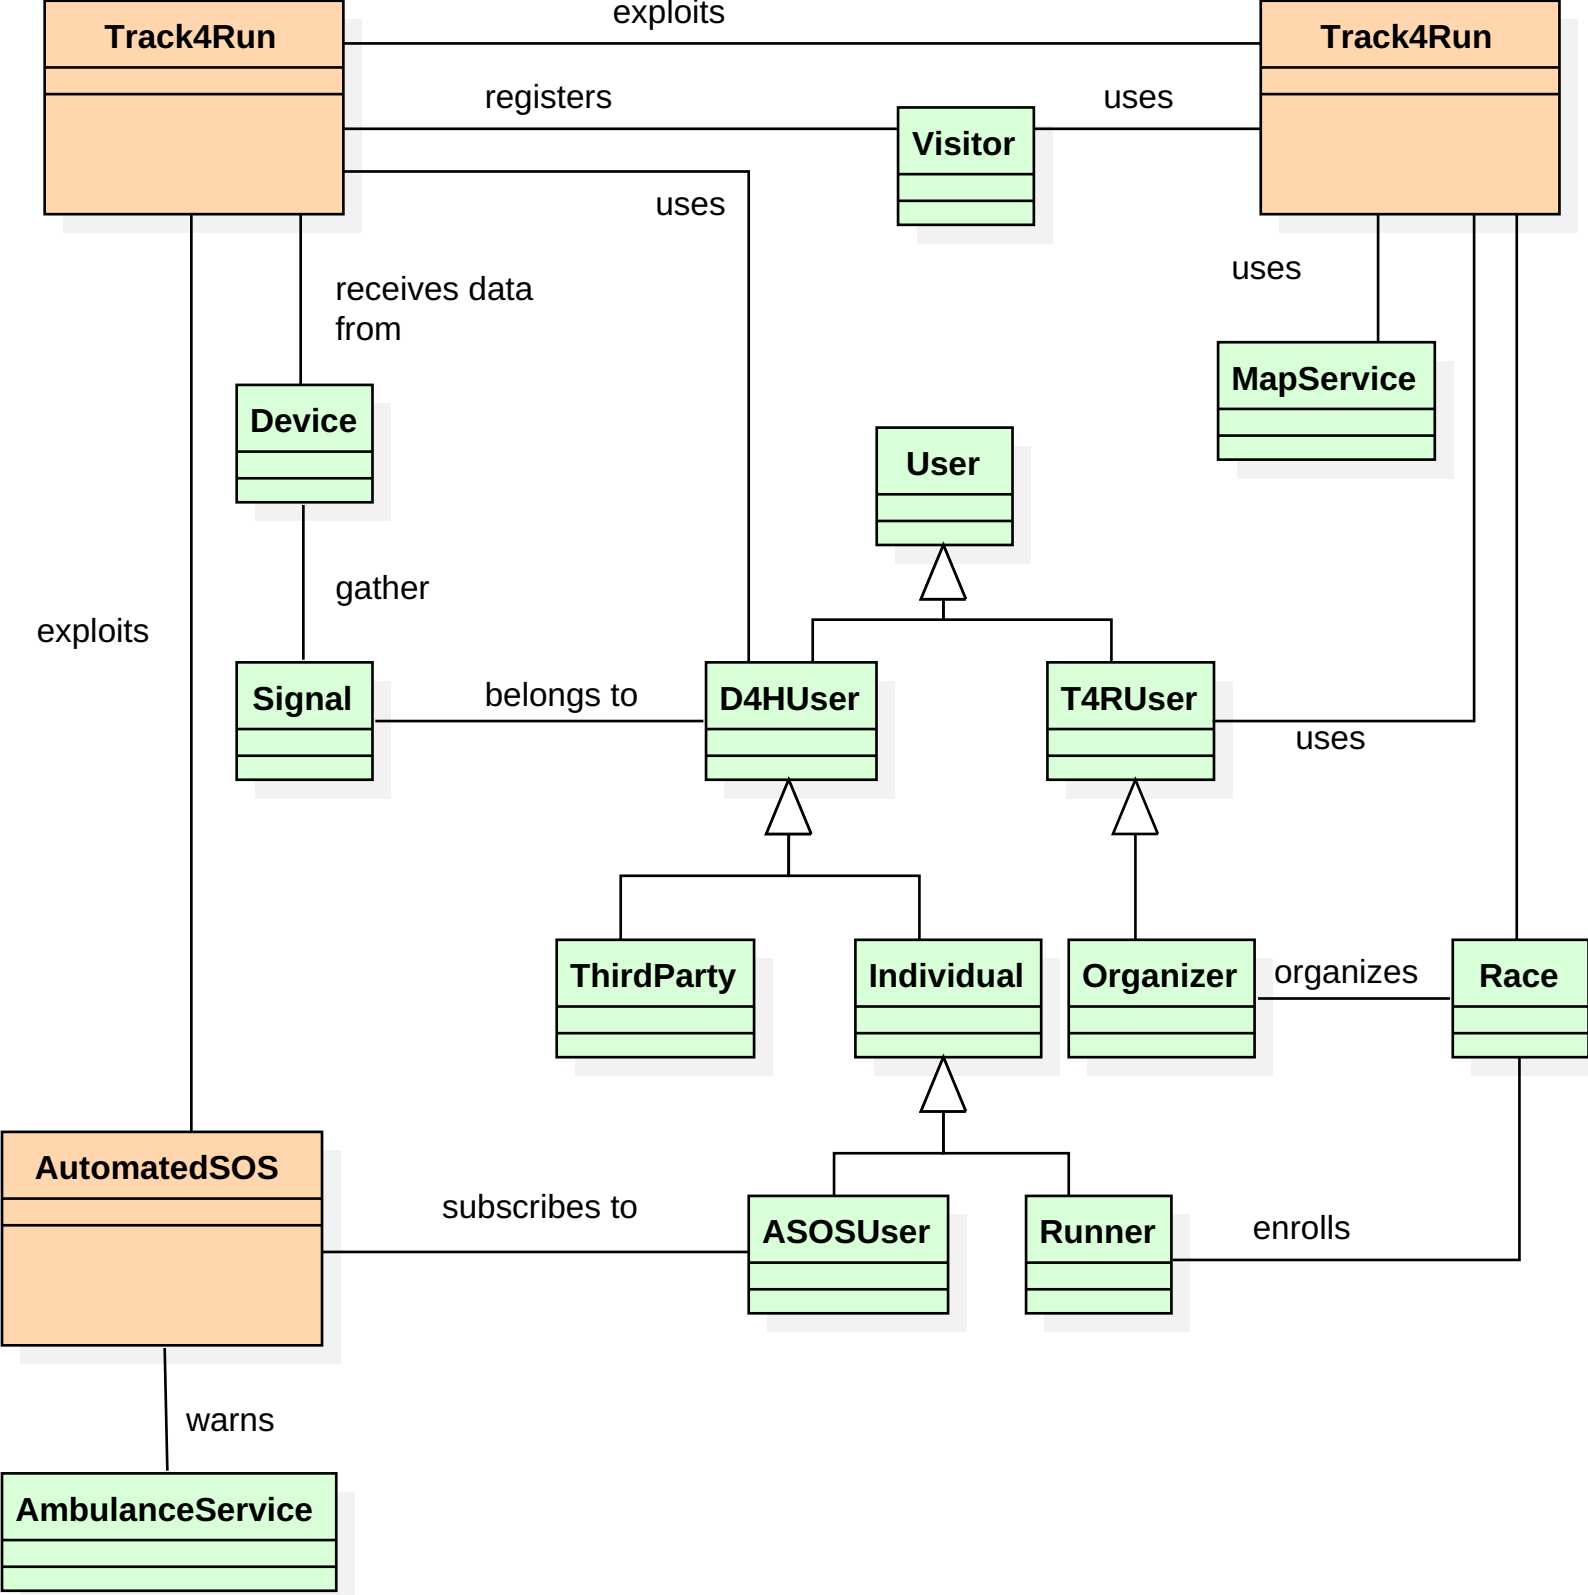 exploits
Track4Run
Track4Run
registers
uses
Visitor
uses
uses
receives data
from
MapService
Device
User
gather
exploits
Signal
belongs to
D4HUser
T4RUser
uses
ThirdParty
Individual
Organizer
organizes
Race
AutomatedSOS
subscribes to
ASOSUser
Runner
enrolls
warns
AmbulanceService